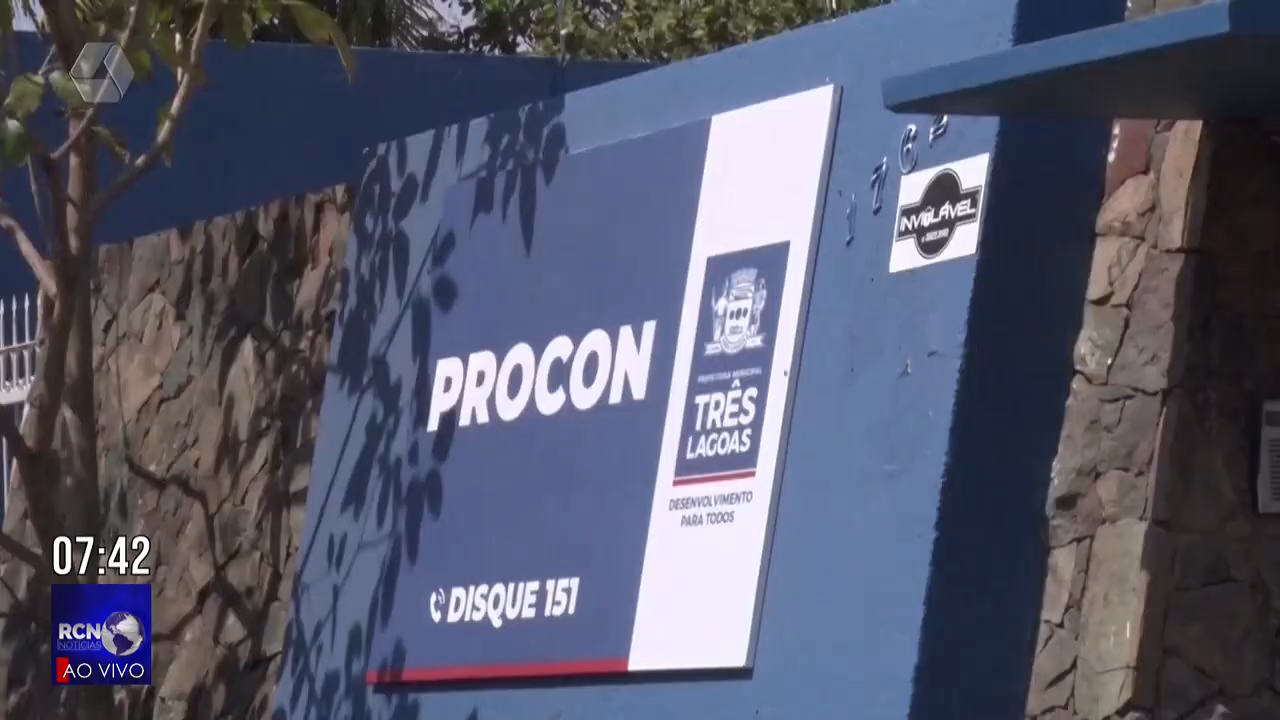 1762
INVIOLÁVEL
PROCON
PREFEITURA MUNICIPAL
TRÊS
LAGOAS
DESENVOLVIMENTO
PARA TODOS
DISQUE 151
07:42
RCN
NOTÍCIAS
AO VIVO